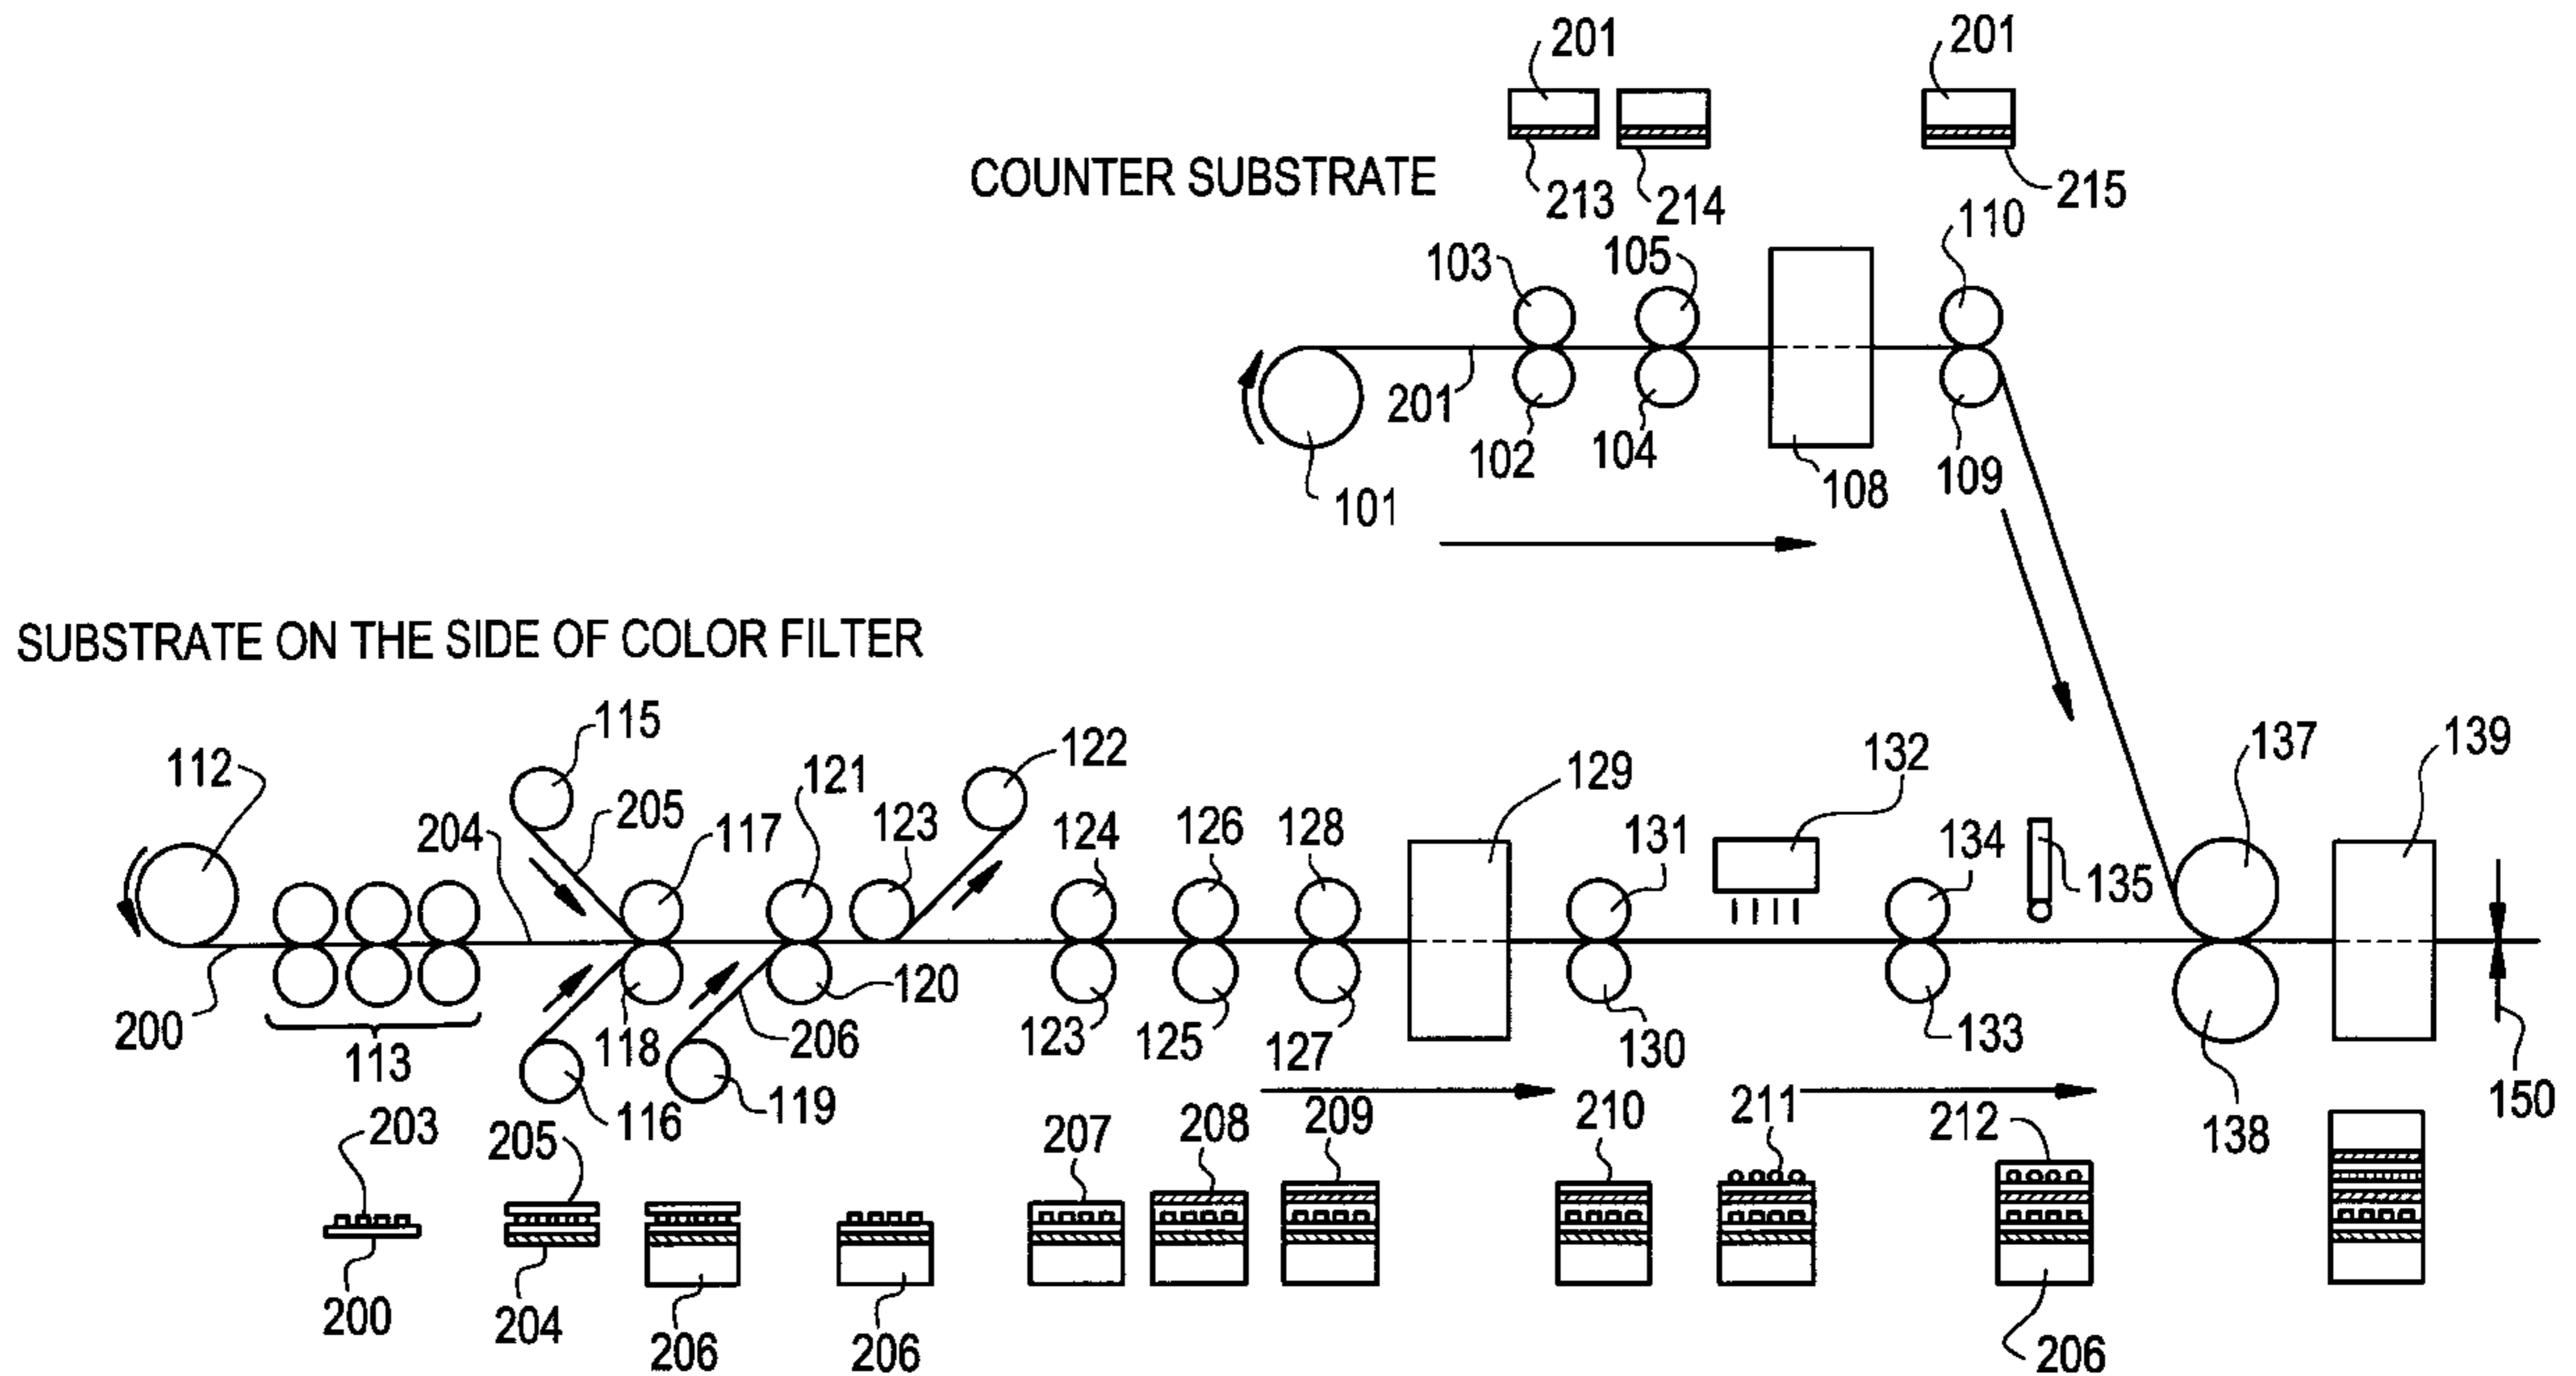 201 201
COUNTER SUBSTRATE
213 214 215
103 105 110
201 102 104 108 109
101
SUBSTRATE ON THE SIDE OF COLOR FILTER
112 204 115 205 117 121 123 122 124 126 128 129 131 132 134 135 137 139
200 113 118 116 206 119 120 123 125 127 130 133 138 150
203 205 207 208 209 210 211 212
200 204 206 206 206